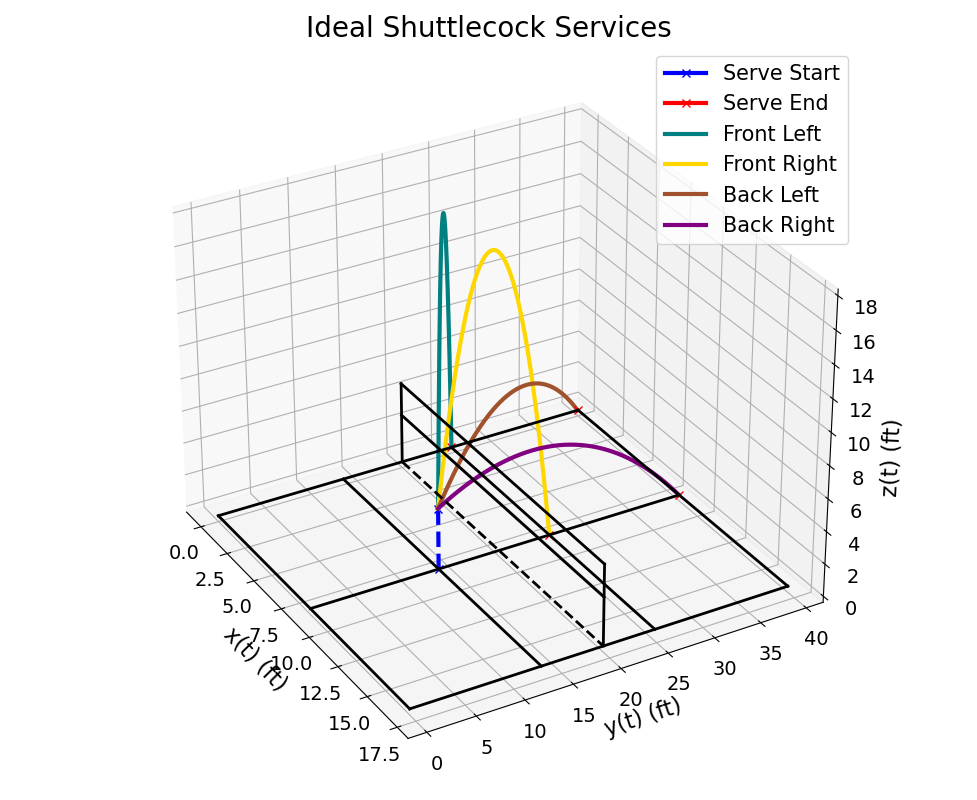 Ideal Shuttlecock Services
Serve Start
Serve End
Front Left
Front Right
Back Left
Back Right
18
16
14
12
10
8
6
4
2
0
z(t) (ft)
0.0
2.5
5.0
7.5
10.0
12.5
15.0
17.5
x(t) (ft)
0
5
10
15
20
25
30
35
40
y(t) (ft)